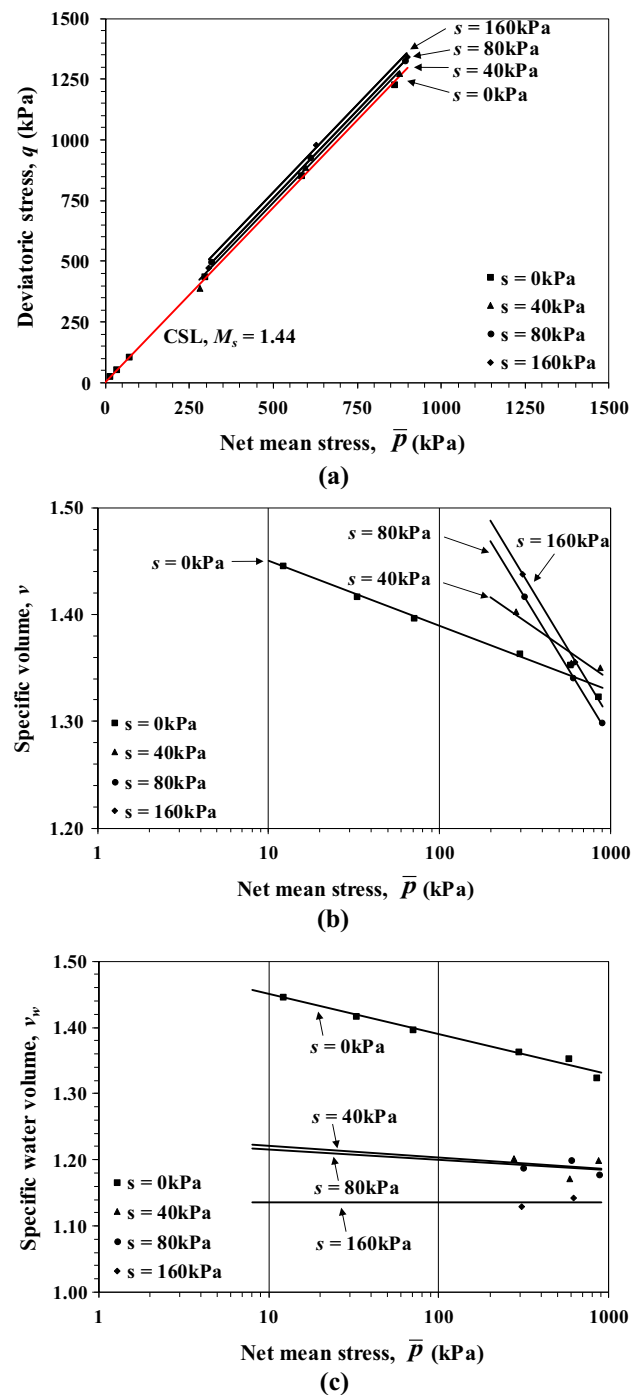 s = 160kPa
s = 80kPa
s = 40kPa
s = 0kPa
1500
1250
1000
750
500
250
0
Deviatoric stress, q (kPa)
CSL, Ms = 1.44
s = 0kPa
s = 40kPa
s = 80kPa
s = 160kPa
0 250 500 750 1000 1250 1500
Net mean stress, p̅ (kPa)
(a)
1.50
1.40
1.30
1.20
Specific volume, v
s = 80kPa
s = 160kPa
s = 0kPa
s = 40kPa
s = 0kPa
s = 40kPa
s = 80kPa
s = 160kPa
1 10 100 1000
Net mean stress, p̅ (kPa)
(b)
1.50
1.40
1.30
1.20
1.10
1.00
Specific water volume, vw
s = 0kPa
s = 40kPa
s = 80kPa
s = 160kPa
s = 0kPa
s = 40kPa
s = 80kPa
s = 160kPa
1 10 100 1000
Net mean stress, p̅ (kPa)
(c)